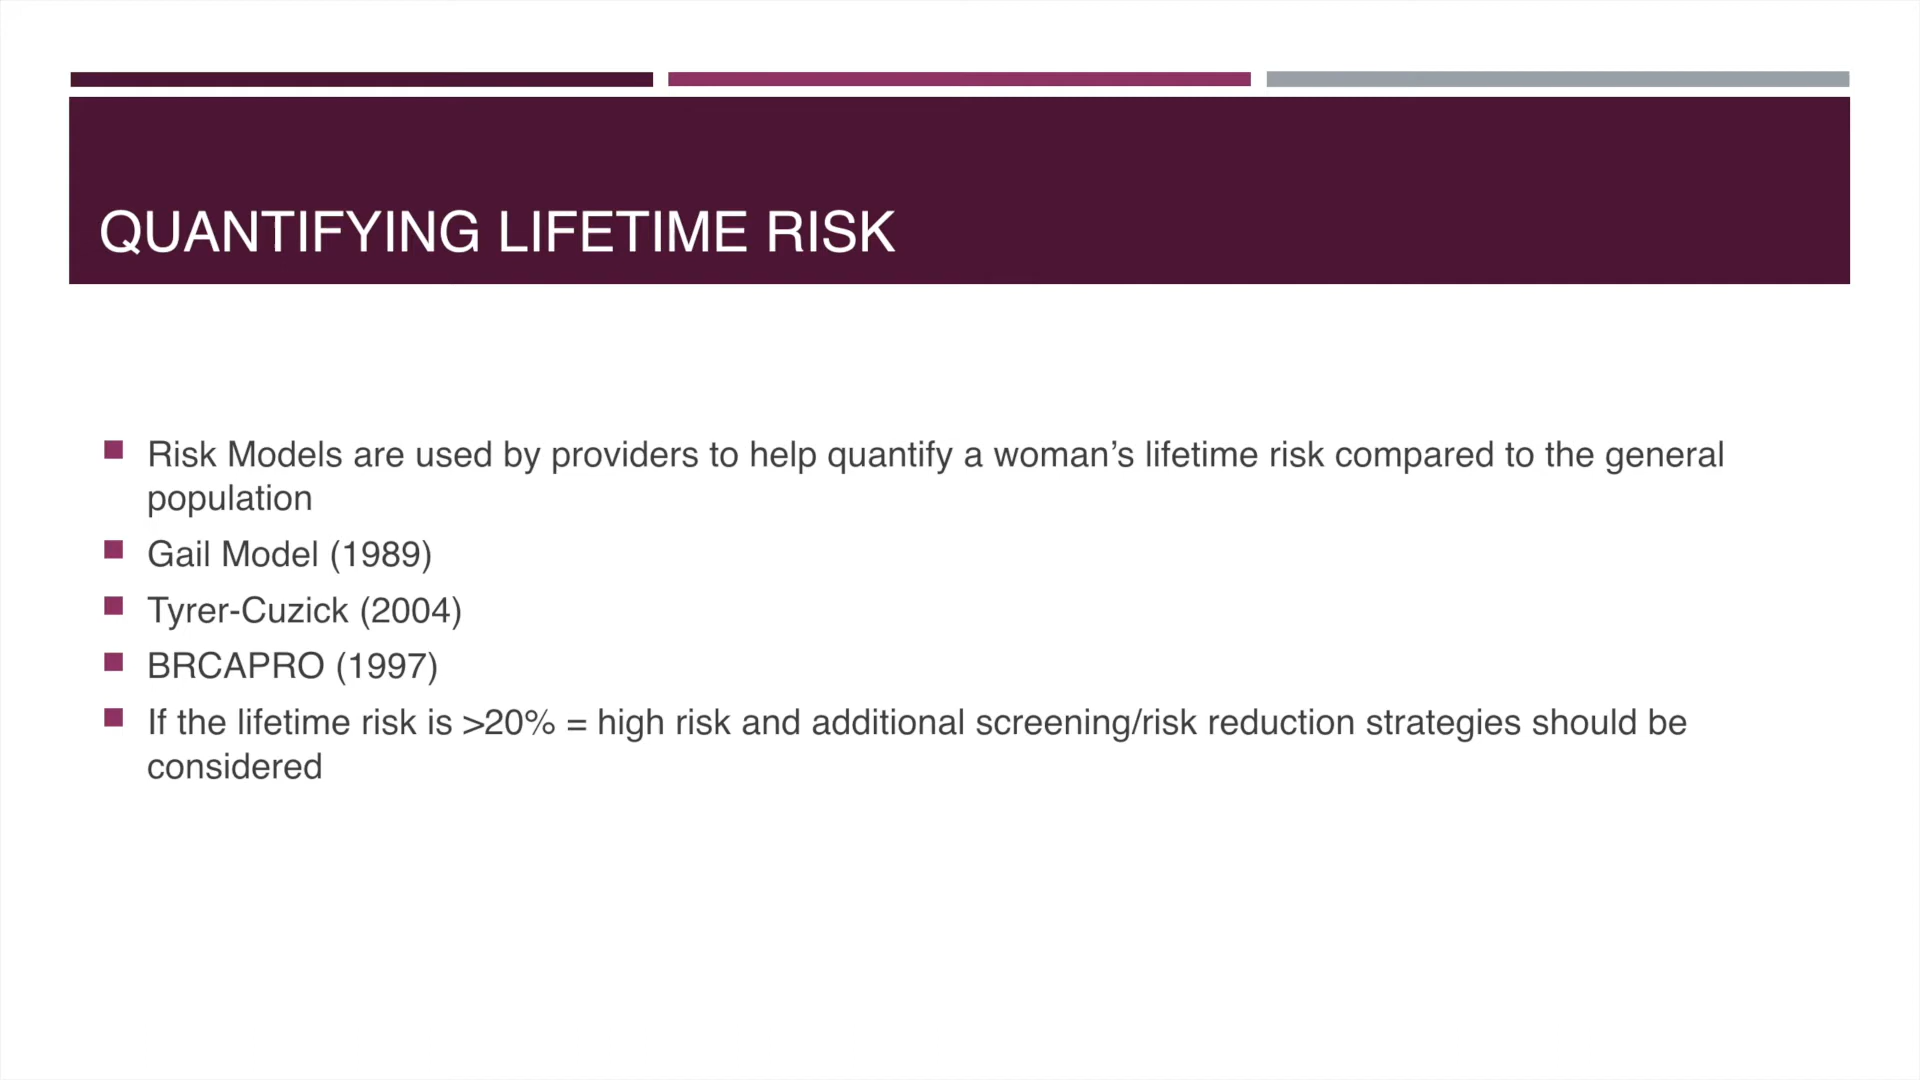 QUANTIFYING LIFETIME RISK
Risk Models are used by providers to help quantify a woman’s lifetime risk compared to the general
population
Gail Model (1989)
Tyrer-Cuzick (2004)
BRCAPRO (1997)
If the lifetime risk is >20% = high risk and additional screening/risk reduction strategies should be
considered